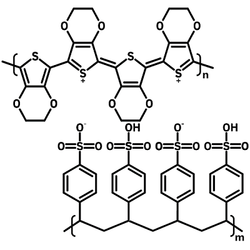 O O O O
S S
n
S + S +
O O O O
O⁻ OH O⁻ OH
O=S=O O=S=O O=S=O O=S=O
m